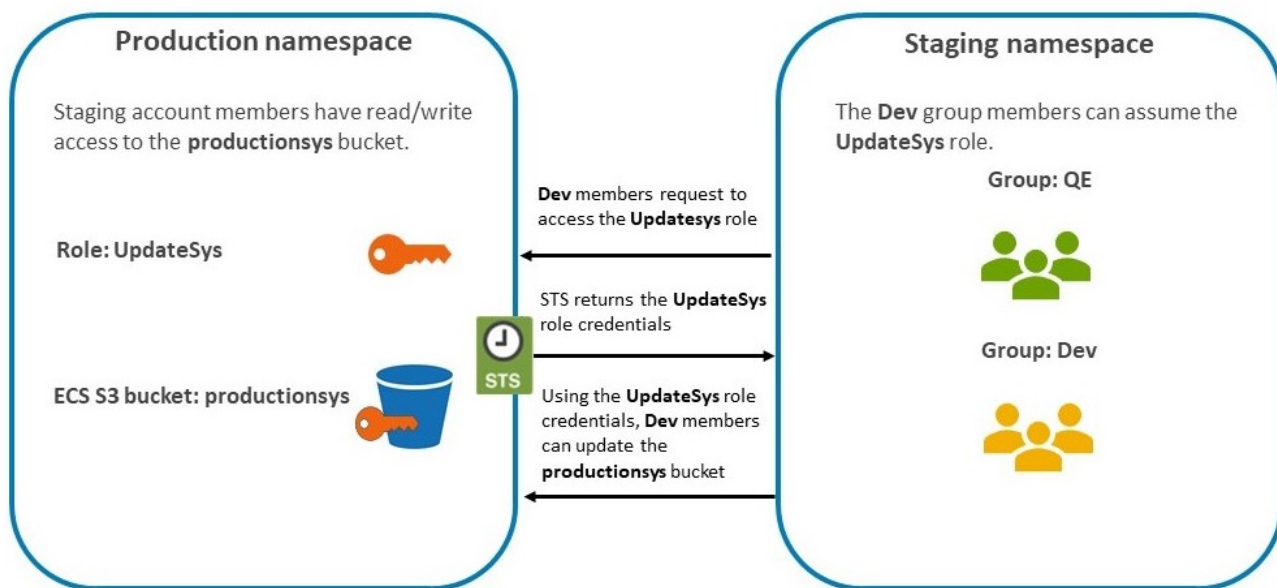 Production namespace
Staging account members have read/write
access to the productionsys bucket.
Role: UpdateSys
ECS S3 bucket: productionsys
Dev members request to
access the Updatesys role
STS returns the UpdateSys
role credentials
STS
Using the UpdateSys role
credentials, Dev members
can update the
productionsys bucket
Staging namespace
The Dev group members can assume the
UpdateSys role.
Group: QE
Group: Dev